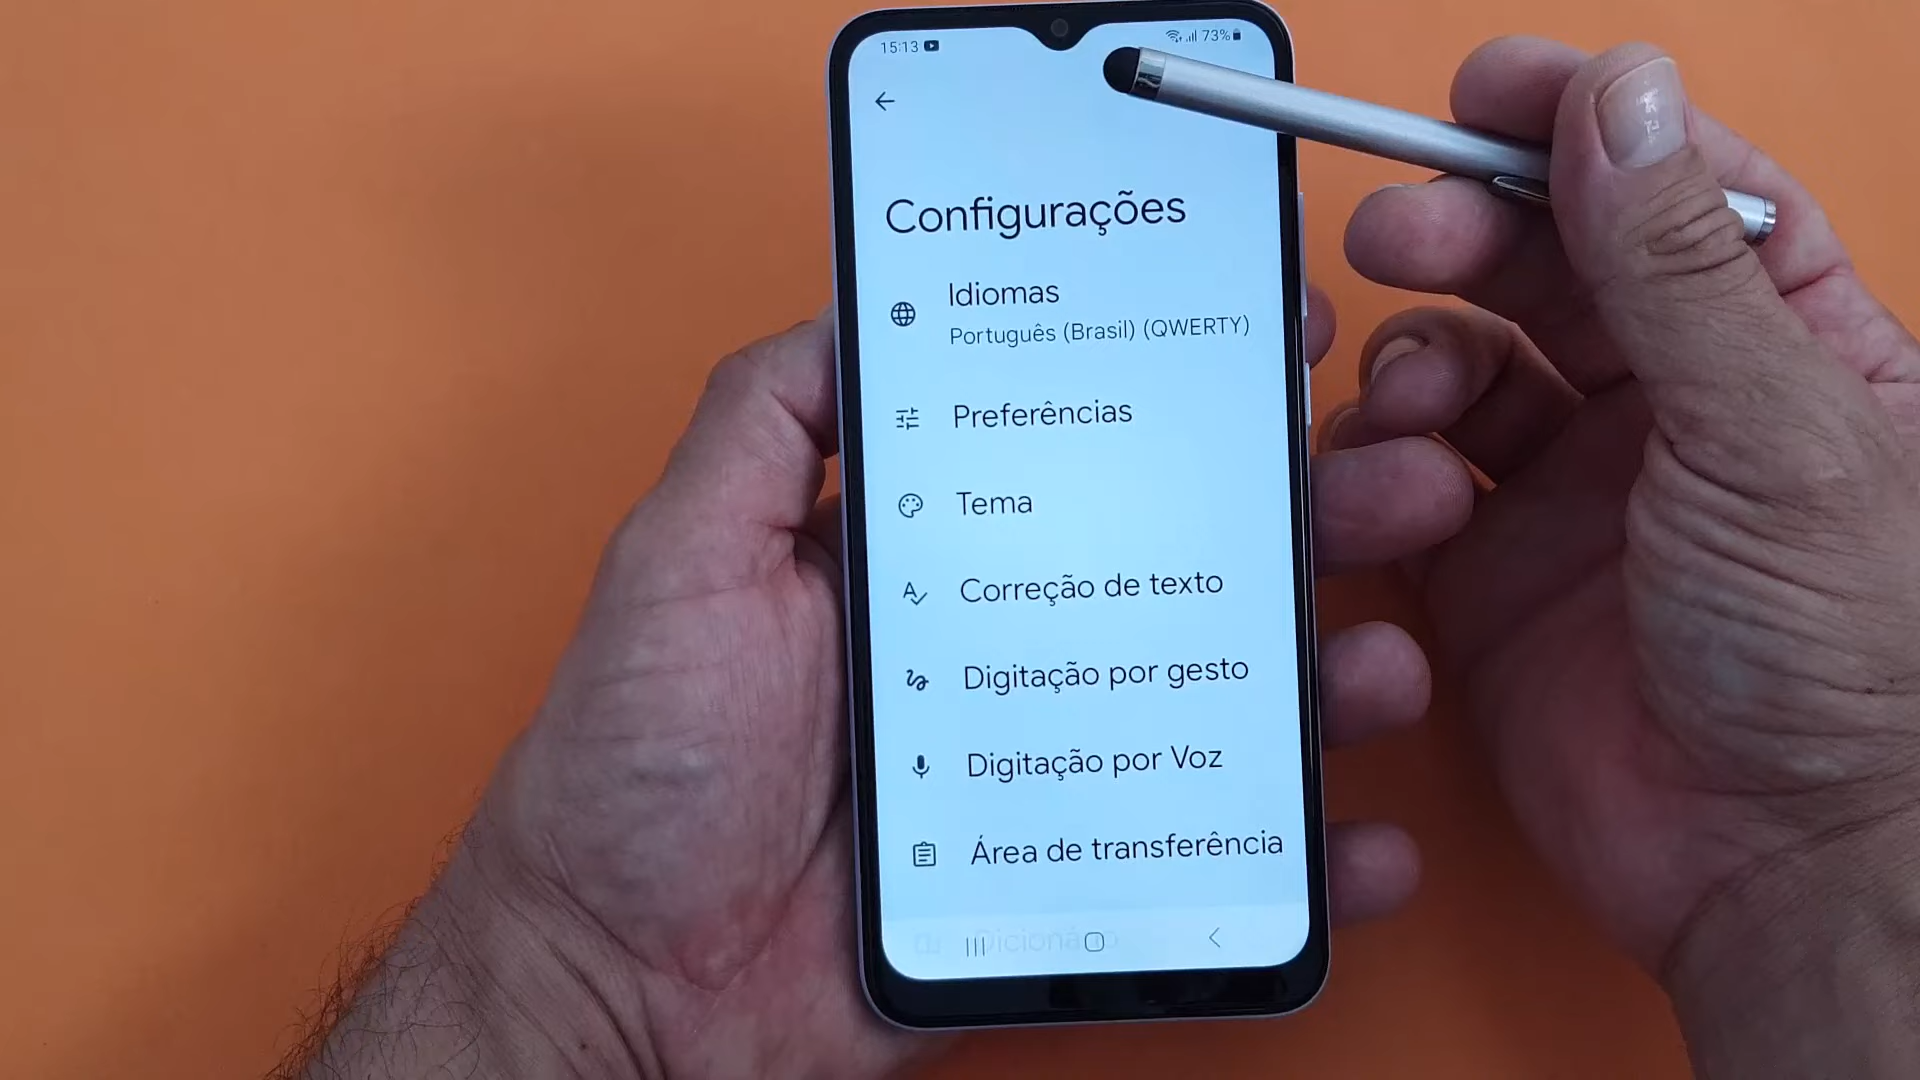 15:13 73%
Configurações
Idiomas
Português (Brasil) (QWERTY)
Preferências
Tema
Correção de texto
Digitação por gesto
Digitação por Voz
Área de transferência
Dicionário